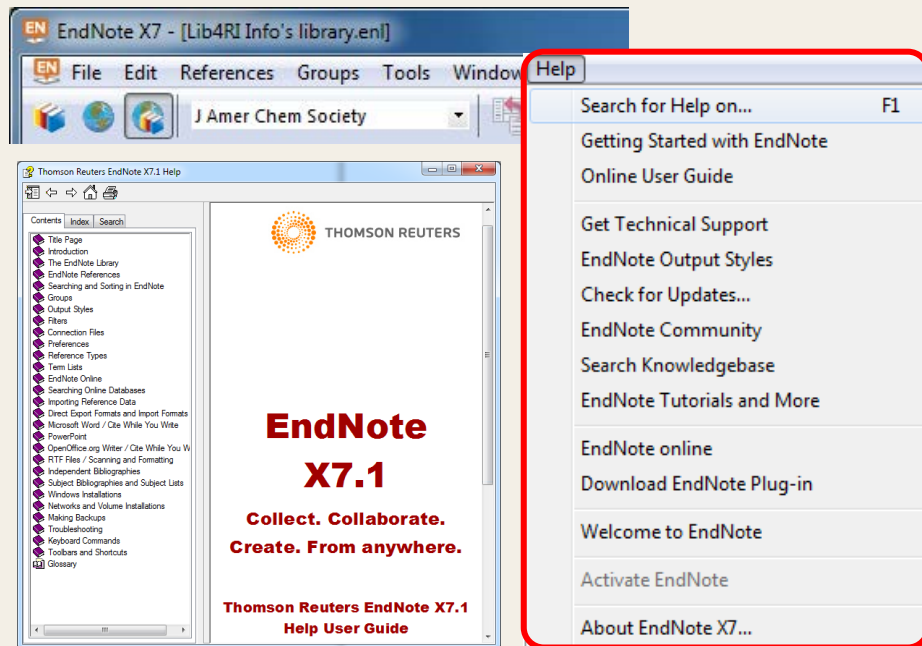 EndNote X7 - [Lib4RI Info's library.enl]
File Edit References Groups Tools Window Help
J Amer Chem Society
Search for Help on... F1
Getting Started with EndNote
Online User Guide
Get Technical Support
EndNote Output Styles
Check for Updates...
EndNote Community
Search Knowledgebase
EndNote Tutorials and More
EndNote online
Download EndNote Plug-in
Welcome to EndNote
Activate EndNote
About EndNote X7...
Thomson Reuters EndNote X7.1 Help
Contents Index Search
Title Page
Introduction
The EndNote Library
EndNote References
Searching and Sorting in EndNote
Groups
Output Styles
Filters
Connection Files
Preferences
Reference Types
Term Lists
EndNote Online
Searching Online Databases
Importing Reference Data
Direct Export Formats and Import Formats
Microsoft Word / Cite While You Write
PowerPoint
OpenOffice.org Writer / Cite While You W
RTF Files / Scanning and Formatting
Independent Bibliographies
Subject Bibliographies and Subject Lists
Windows Installations
Networks and Volume Installations
Making Backups
Troubleshooting
Keyboard Commands
Toolbars and Shortcuts
Glossary
THOMSON REUTERS
EndNote
X7.1
Collect. Collaborate.
Create. From anywhere.
Thomson Reuters EndNote X7.1
Help User Guide